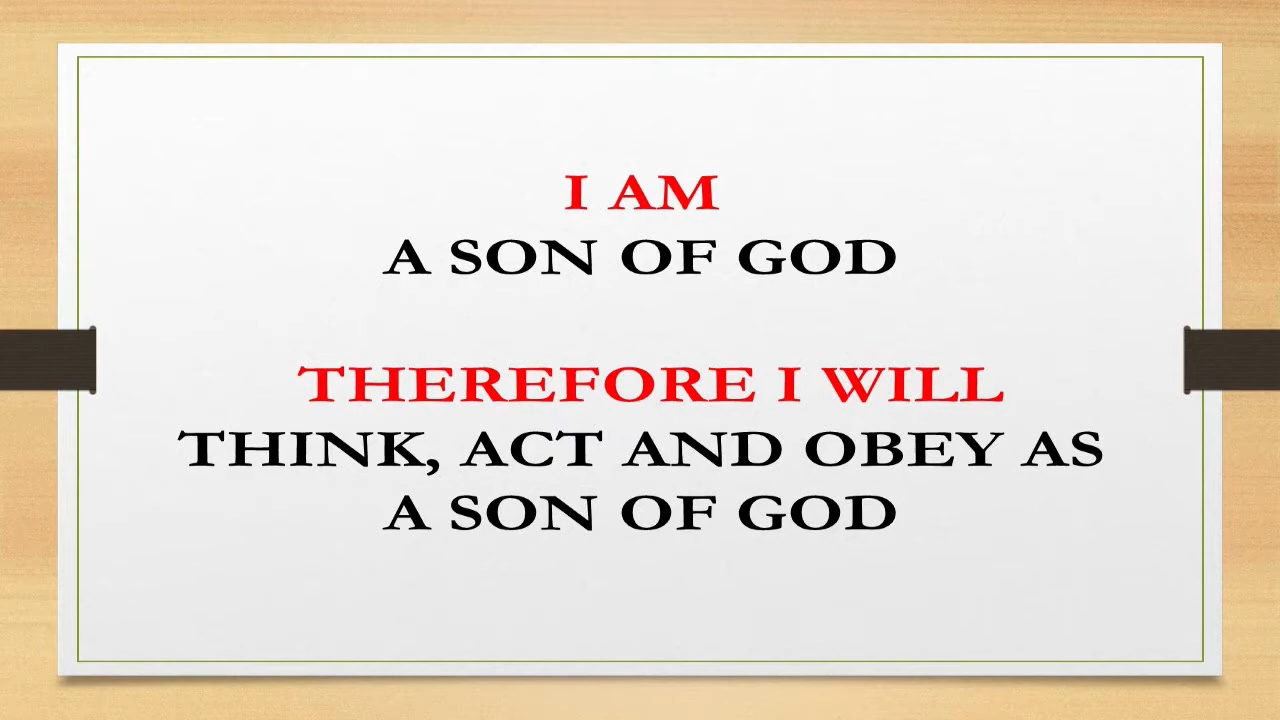 I AM
A SON OF GOD
THEREFORE I WILL
THINK, ACT AND OBEY AS
A SON OF GOD